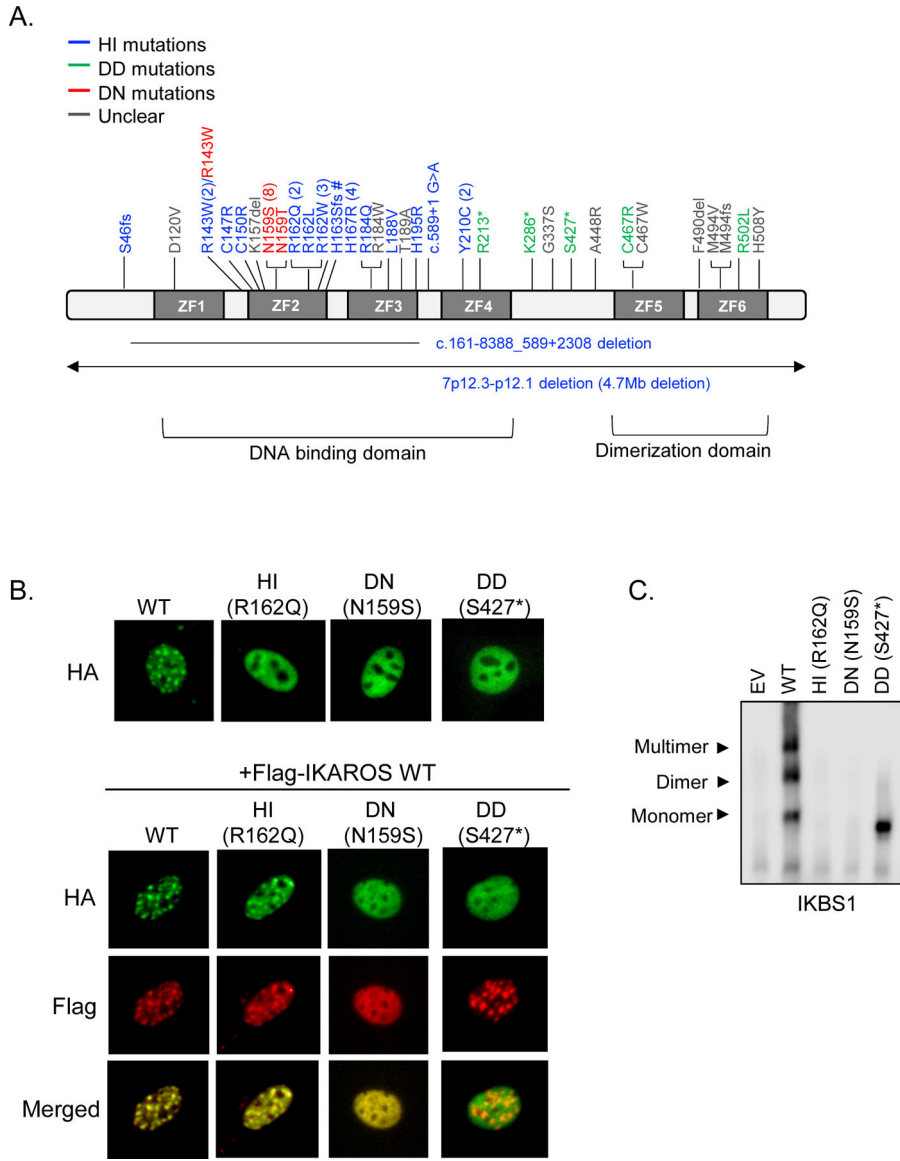 A.
HI mutations
DD mutations
DN mutations
Unclear
S46fs
D120V
R143W(2)/R143W
C147R
C150R
K157del
N159S (8)
N159T
R162Q (2)
R162L
R162W (3)
H163Sfs #
H167R (4)
R184Q
R184W
L188V
T189A
H195R
c.589+1 G>A
Y210C (2)
R213*
K286*
G337S
S427*
A448R
C467R
C467W
F490del
M494V
M494fs
R502L
H508Y
ZF1
ZF2
ZF3
ZF4
ZF5
ZF6
c.161-8388_589+2308 deletion
7p12.3-p12.1 deletion (4.7Mb deletion)
DNA binding domain
Dimerization domain
B.
WT
HI
(R162Q)
DN
(N159S)
DD
(S427*)
HA
+Flag-IKAROS WT
WT
HI
(R162Q)
DN
(N159S)
DD
(S427*)
HA
Flag
Merged
C.
EV
WT
HI (R162Q)
DN (N159S)
DD (S427*)
Multimer
Dimer
Monomer
IKBS1